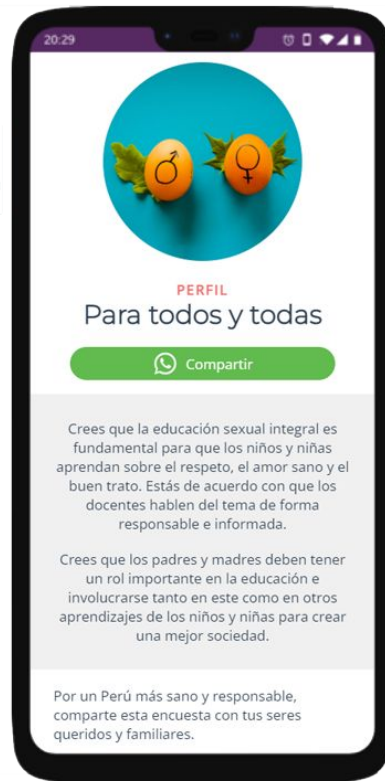 20:29
PERFIL
Para todos y todas
Compartir
Crees que la educación sexual integral es
fundamental para que los niños y niñas
aprendan sobre el respeto, el amor sano y el
buen trato. Estás de acuerdo con que los
docentes hablen del tema de forma
responsable e informada.
Crees que los padres y madres deben tener
un rol importante en la educación e
involucrarse tanto en este como en otros
aprendizajes de los niños y niñas para crear
una mejor sociedad.
Por un Perú más sano y responsable,
comparte esta encuesta con tus seres
queridos y familiares.